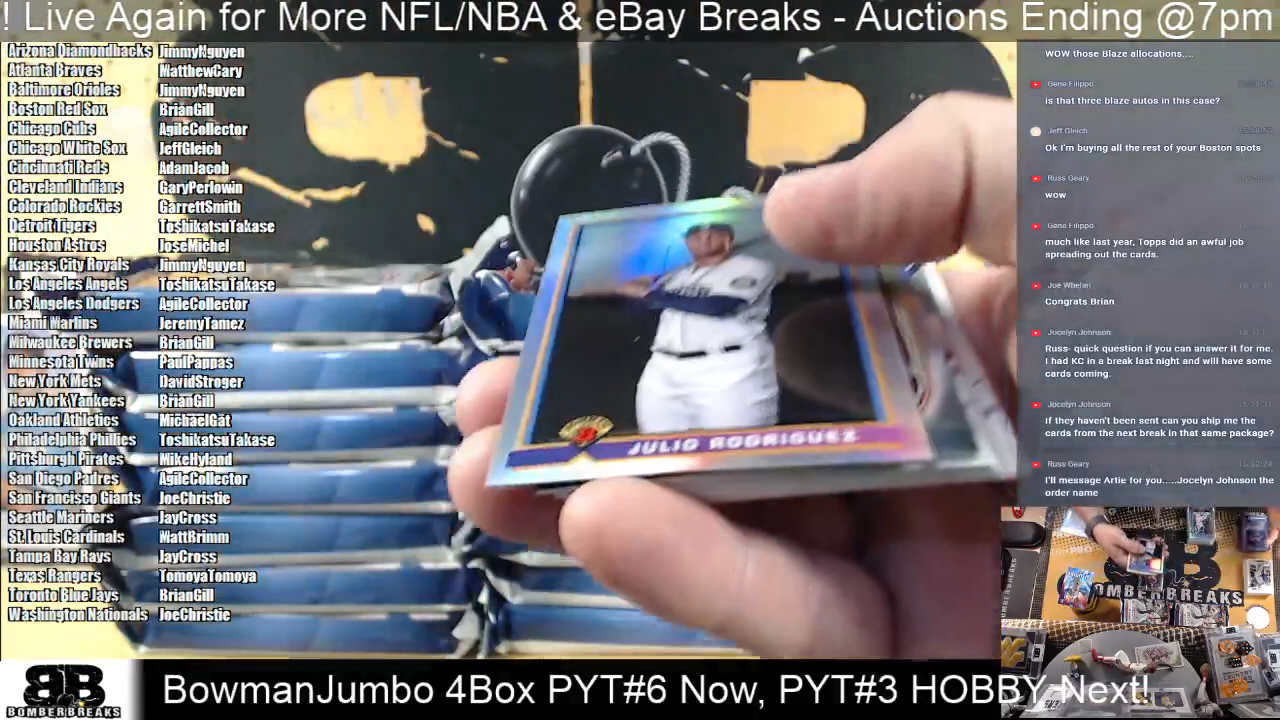 ! Live Again for More NFL/NBA & eBay Breaks - Auctions Ending @7pm
Arizona Diamondbacks JimmyNguyen
Atlanta Braves MatthewCary
Baltimore Orioles JimmyNguyen
Boston Red Sox BrianGill
Chicago Cubs AgileCollector
Chicago White Sox JeffGleich
Cincinnati Reds AdamJacob
Cleveland Indians GaryPerlowin
Colorado Rockies GarrettSmith
Detroit Tigers ToshikatsuTakase
Houston Astros JoseMichel
Kansas City Royals JimmyNguyen
Los Angeles Angels ToshikatsuTakase
Los Angeles Dodgers AgileCollector
Miami Marlins JeremyTamez
Milwaukee Brewers BrianGill
Minnesota Twins PaulPappas
New York Mets DavidStroger
New York Yankees BrianGill
Oakland Athletics MichaelGat
Philadelphia Phillies ToshikatsuTakase
Pittsburgh Pirates MikeHyland
San Diego Padres AgileCollector
San Francisco Giants JoeChristie
Seattle Mariners JayCross
St. Louis Cardinals MattBrimm
Tampa Bay Rays JayCross
Texas Rangers TomoyaTomoya
Toronto Blue Jays BrianGill
Washington Nationals JoeChristie
JULIO RODRIGUEZ
WOW those Blaze allocations....
Gene Filippo
is that three blaze autos in this case?
Jeff Gleich
Ok I'm buying all the rest of your Boston spots
Russ Geary
wow
Gene Filippo
much like last year, Topps did an awful job
spreading out the cards.
Joe Whelan
Congrats Brian
Jocelyn Johnson
Russ- quick question if you can answer it for me.
I had KC in a break last night and will have some
cards coming.
Jocelyn Johnson
If they haven't been sent can you ship me the
cards from the next break in that same package?
Russ Geary
I'll message Artie for you.....Jocelyn Johnson the
order name
BOMBERBREAKS
BB
BOMBERBREAKS
BowmanJumbo 4Box PYT#6 Now, PYT#3 HOBBY Next!